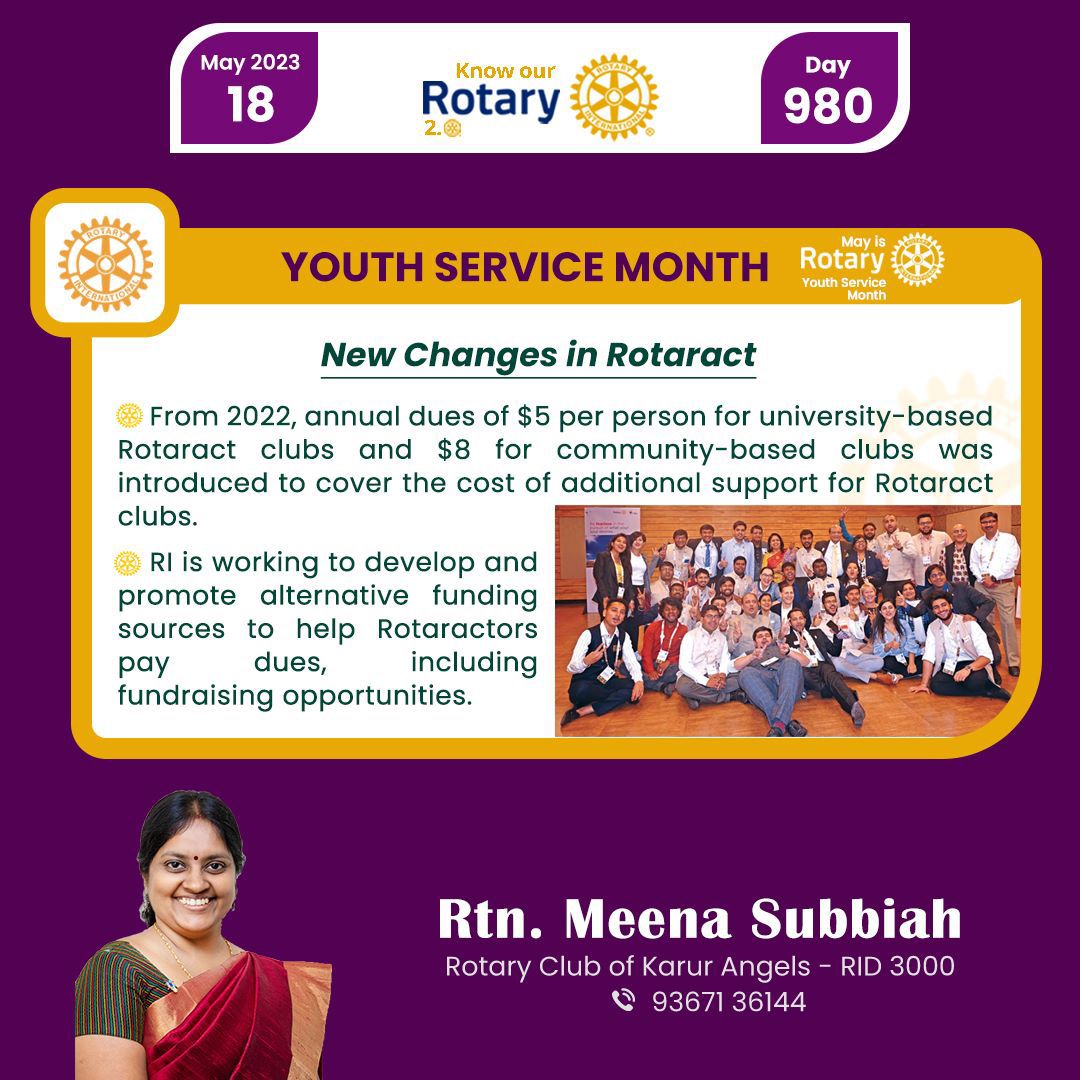 May 2023
18
Know our
Rotary
2.
ROTARY
INTERNATIONAL
Day
980
ROTARY
INTERNATIONAL
YOUTH SERVICE MONTH
May is
Rotary
Youth Service
Month
New Changes in Rotaract
From 2022, annual dues of $5 per person for university-based
Rotaract clubs and $8 for community-based clubs was
introduced to cover the cost of additional support for Rotaract
clubs.
RI is working to develop and
promote alternative funding
sources to help Rotaractors
pay dues, including
fundraising opportunities.
Rtn. Meena Subbiah
Rotary Club of Karur Angels - RID 3000
93671 36144